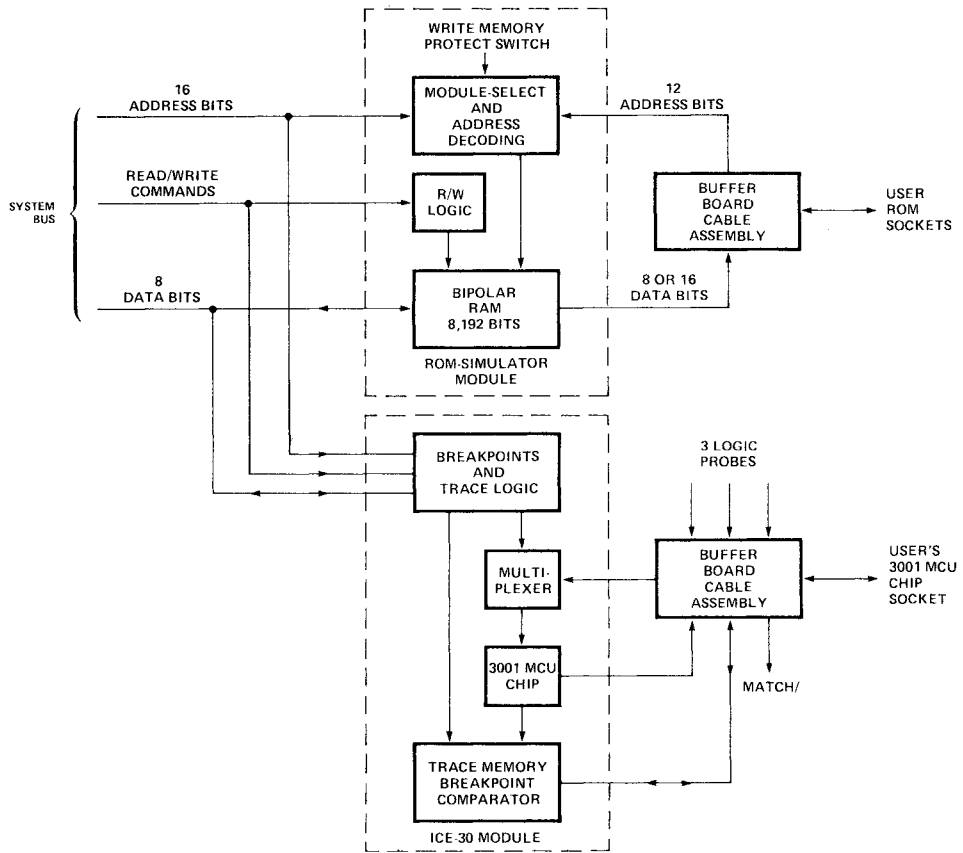 WRITE MEMORY
PROTECT SWITCH
16
ADDRESS BITS
MODULE-SELECT
AND
ADDRESS
DECODING
12
ADDRESS BITS
READ/WRITE
COMMANDS
R/W
LOGIC
BUFFER
BOARD
CABLE
ASSEMBLY
USER
ROM
SOCKETS
SYSTEM
BUS
8
DATA BITS
BIPOLAR
RAM
8,192 BITS
8 OR 16
DATA BITS
ROM-SIMULATOR
MODULE
BREAKPOINTS
AND
TRACE LOGIC
3 LOGIC
PROBES
MULTI-
PLEXER
BUFFER
BOARD
CABLE
ASSEMBLY
USER'S
3001 MCU
CHIP
SOCKET
3001 MCU
CHIP
MATCH/
TRACE MEMORY
BREAKPOINT
COMPARATOR
ICE-30 MODULE